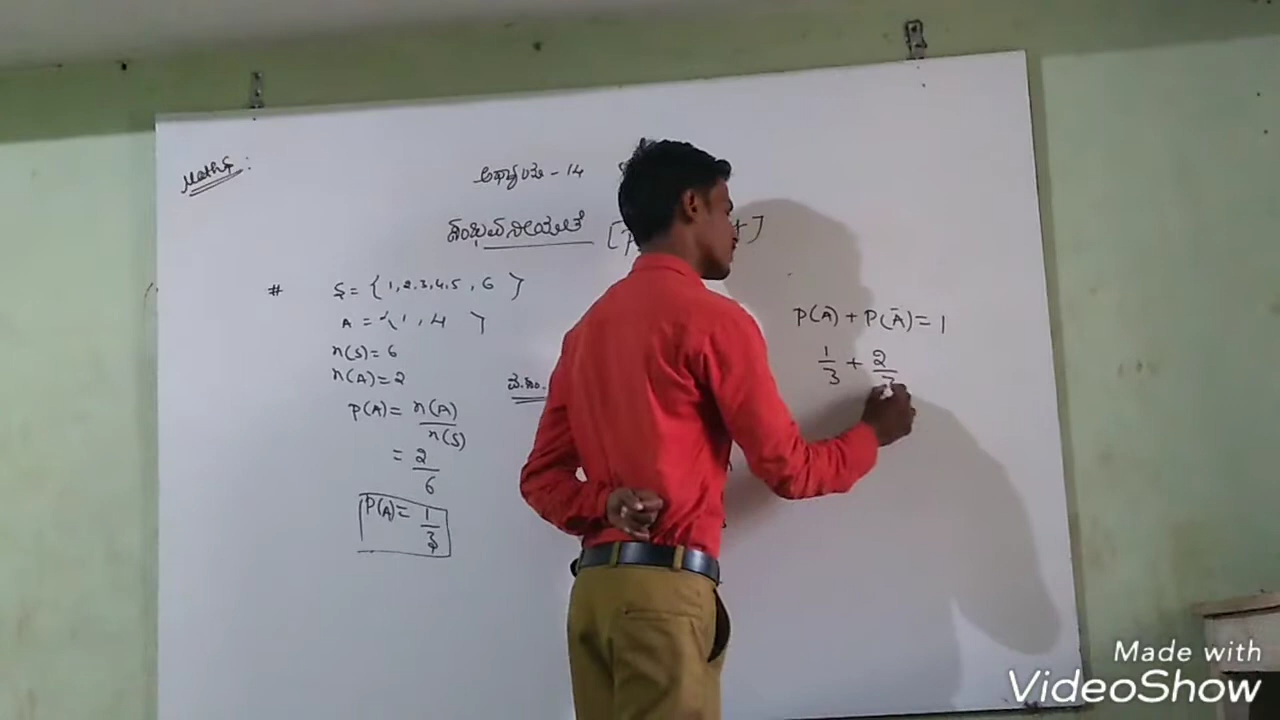 Maths :
ಅಧ್ಯಾಯ - 14
ಸಂಭವನೀಯತೆ [P
# S = { 1, 2, 3, 4, 5, 6 }
A = { 1, 4 }
n(S) = 6
n(A) = 2
P(A) = n(A)/n(S)
= 2/6
P(A) = 1/3
P(A) + P(Ā) = 1
1/3 + 2/3
Made with
VideoShow